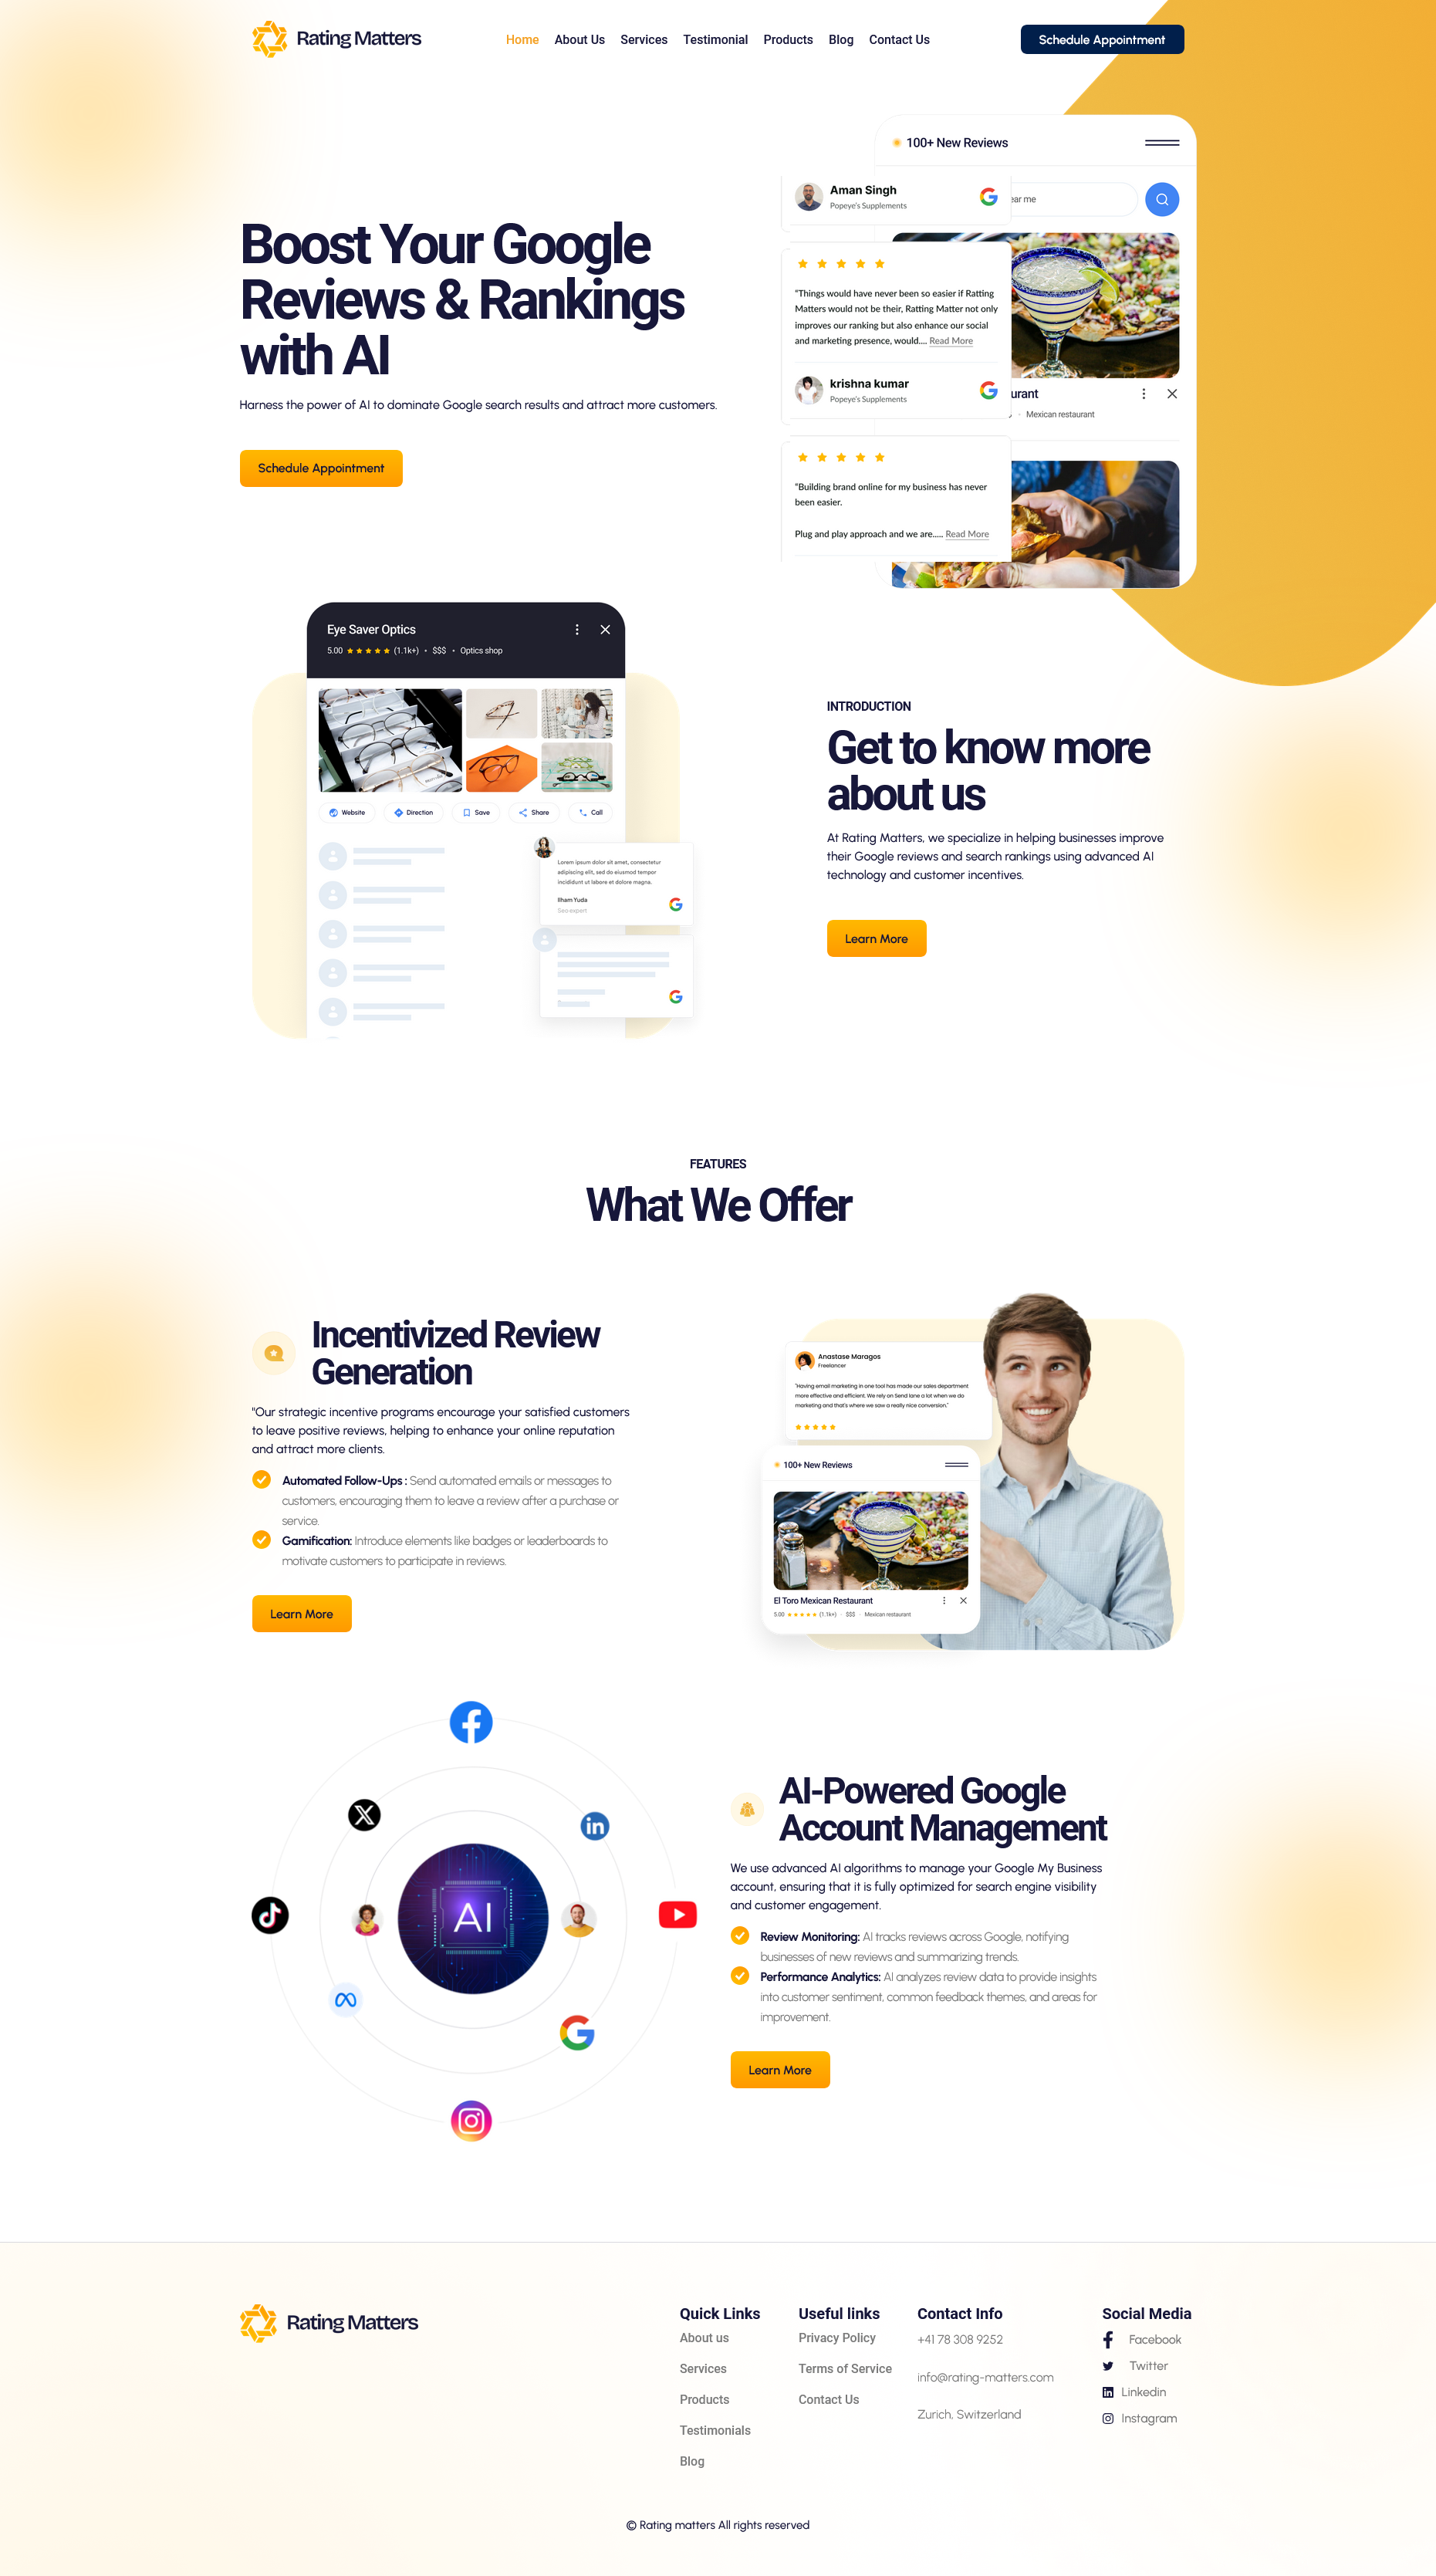 Rating Matters
Home
About Us
Services
Testimonial
Products
Blog
Contact Us
Schedule Appointment
100+ New Reviews
ear me
Aman Singh
Popeye's Supplements
Boost Your Google
Reviews & Rankings
with AI
Harness the power of AI to dominate Google search results and attract more customers.
Schedule Appointment
"Things would have never been so easier if Ratting
Matters would not be their, Ratting Matter not only
improves our ranking but also enhance our social
and marketing presence, would.... Read More
krishna kumar
Popeye's Supplements
urant
· Mexican restaurant
"Building brand online for my business has never
been easier.
Plug and play approach and we are..... Read More
Eye Saver Optics
5.00 (1.1k+) • $$$ • Optics shop
Website
Direction
Save
Share
Call
Lorem ipsum dolor sit amet, consectetur
adipiscing elit, sed do eiusmod tempor
incididunt ut labore et dolore magna.
Ilham Yuda
Seo expert
INTRODUCTION
Get to know more
about us
At Rating Matters, we specialize in helping businesses improve
their Google reviews and search rankings using advanced AI
technology and customer incentives.
Learn More
FEATURES
What We Offer
Incentivized Review
Generation
"Our strategic incentive programs encourage your satisfied customers
to leave positive reviews, helping to enhance your online reputation
and attract more clients.
Automated Follow-Ups : Send automated emails or messages to
customers, encouraging them to leave a review after a purchase or
service.
Gamification: Introduce elements like badges or leaderboards to
motivate customers to participate in reviews.
Learn More
Anastase Maragos
Freelancer
"Having email marketing in one tool has made our sales department
more effective and efficient. We rely on Send lane a lot when we do
marketing and that's where we saw a really nice conversion."
100+ New Reviews
El Toro Mexican Restaurant
5.00 (1.1k+) · $$$ · Mexican restaurant
AI
AI-Powered Google
Account Management
We use advanced AI algorithms to manage your Google My Business
account, ensuring that it is fully optimized for search engine visibility
and customer engagement.
Review Monitoring: AI tracks reviews across Google, notifying
businesses of new reviews and summarizing trends.
Performance Analytics: AI analyzes review data to provide insights
into customer sentiment, common feedback themes, and areas for
improvement.
Learn More
Rating Matters
Quick Links
About us
Services
Products
Testimonials
Blog
Useful links
Privacy Policy
Terms of Service
Contact Us
Contact Info
+41 78 308 9252
info@rating-matters.com
Zurich, Switzerland
Social Media
Facebook
Twitter
Linkedin
Instagram
© Rating matters All rights reserved